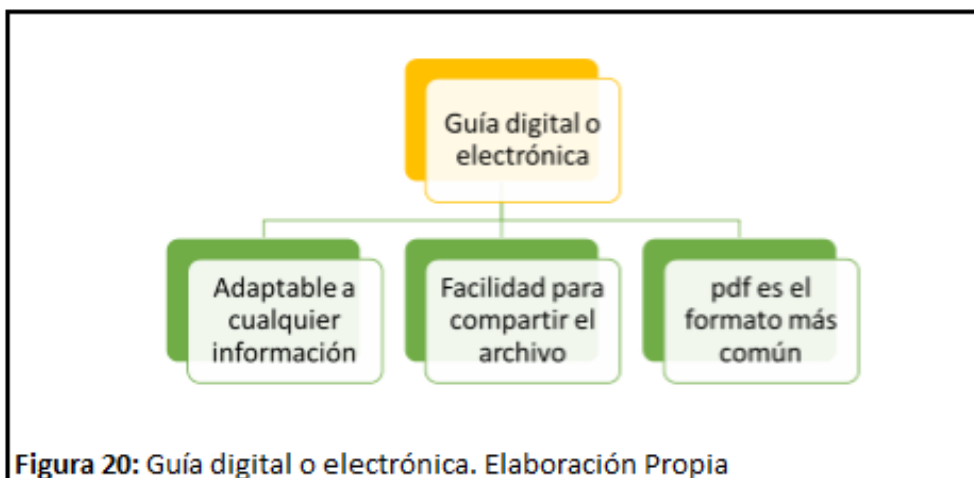 Guía digital o
electrónica
Adaptable a
cualquier
información
Facilidad para
compartir el
archivo
pdf es el
formato más
común
Figura 20: Guía digital o electrónica. Elaboración Propia